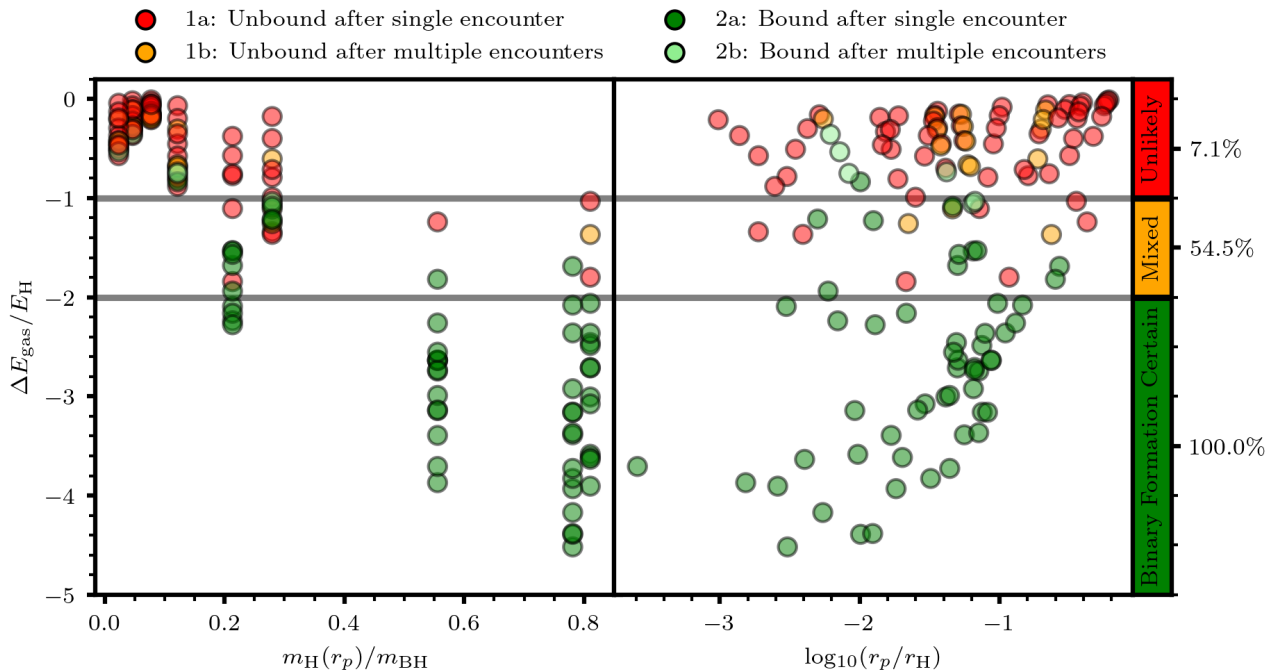 1a: Unbound after single encounter
1b: Unbound after multiple encounters
2a: Bound after single encounter
2b: Bound after multiple encounters
ΔE_gas/E_H
0
−1
−2
−3
−4
−5
0.0 0.2 0.4 0.6 0.8
m_H(r_p)/m_BH
−3 −2 −1
log₁₀(r_p/r_H)
Unlikely
Mixed
Binary Formation Certain
7.1%
54.5%
100.0%